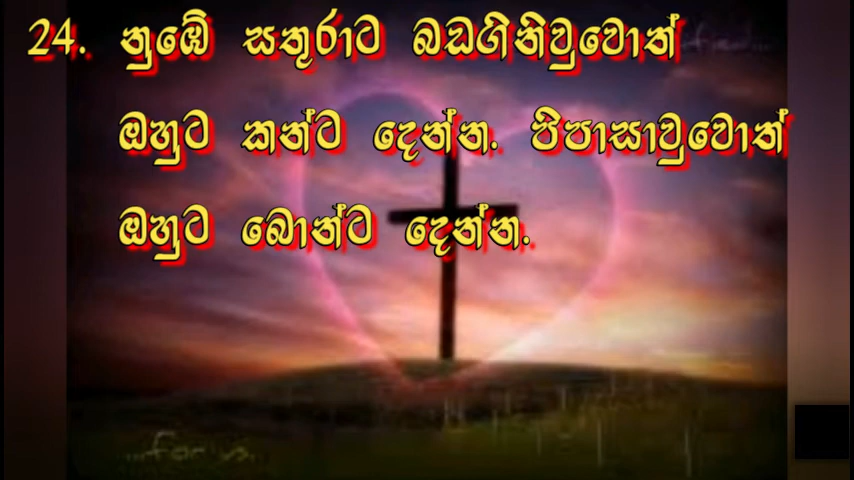 24. නුඹේ සතූරාට බඩගිනිවුවොත්
ඔහුට කන්ට දෙන්න. පිපාසාවුවොත්
ඔහුට බොන්ට දෙන්න.